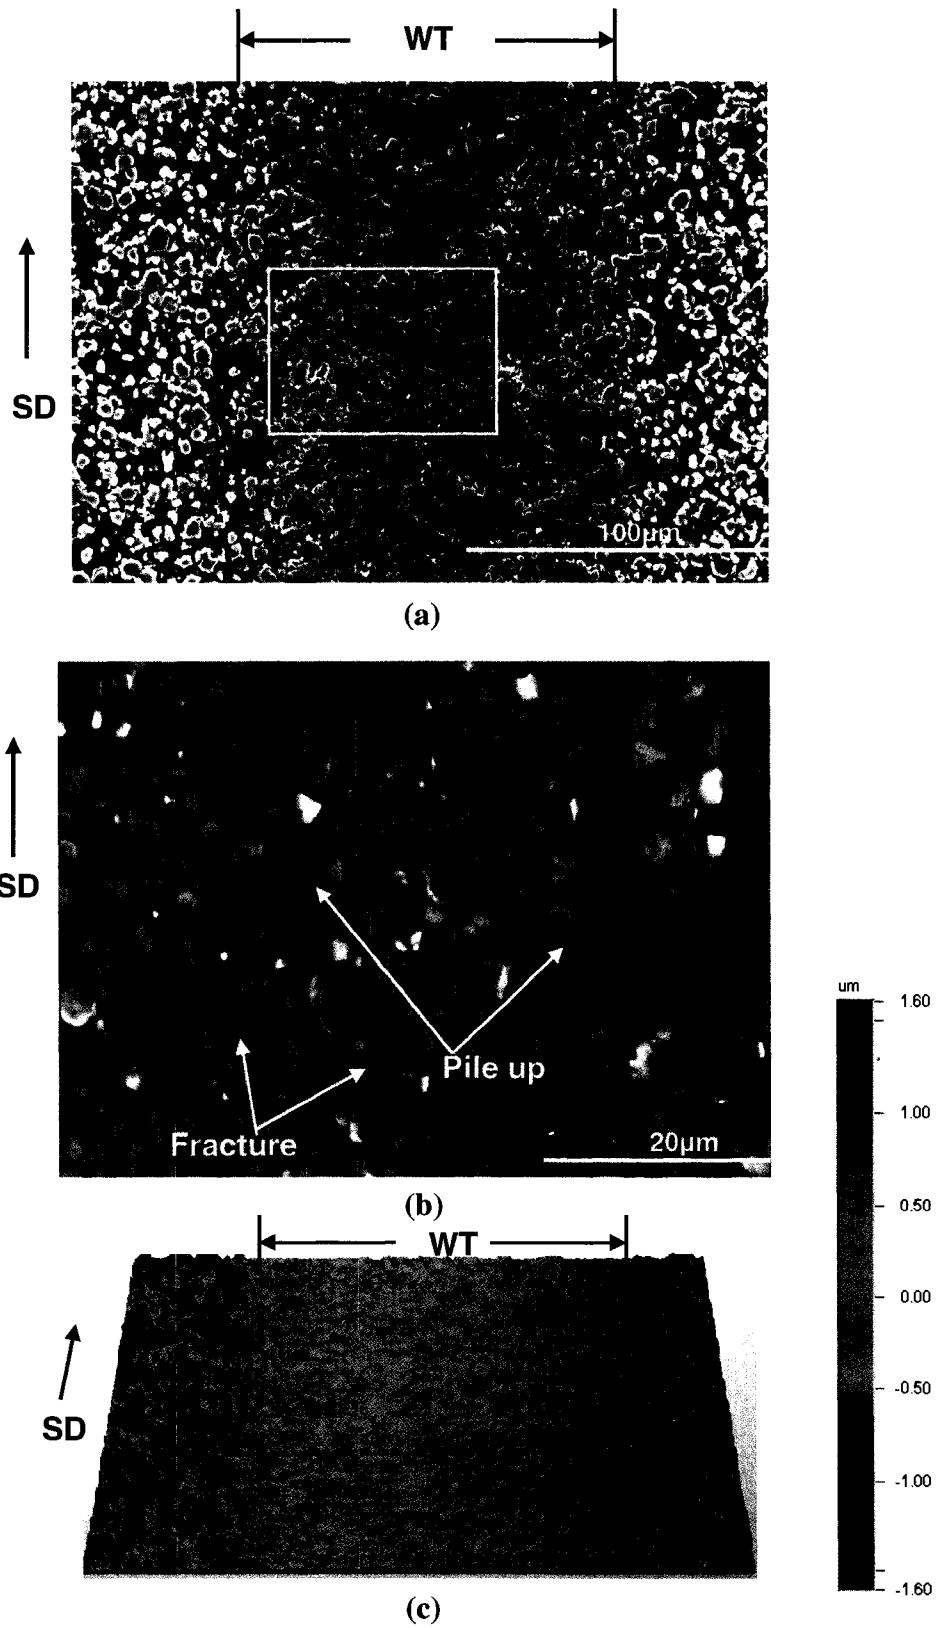 WT
SD
100µm
(a)
SD
Pile up
Fracture
20µm
(b)
um
1.60
1.00
0.50
0.00
-0.50
-1.00
-1.60
WT
SD
(c)